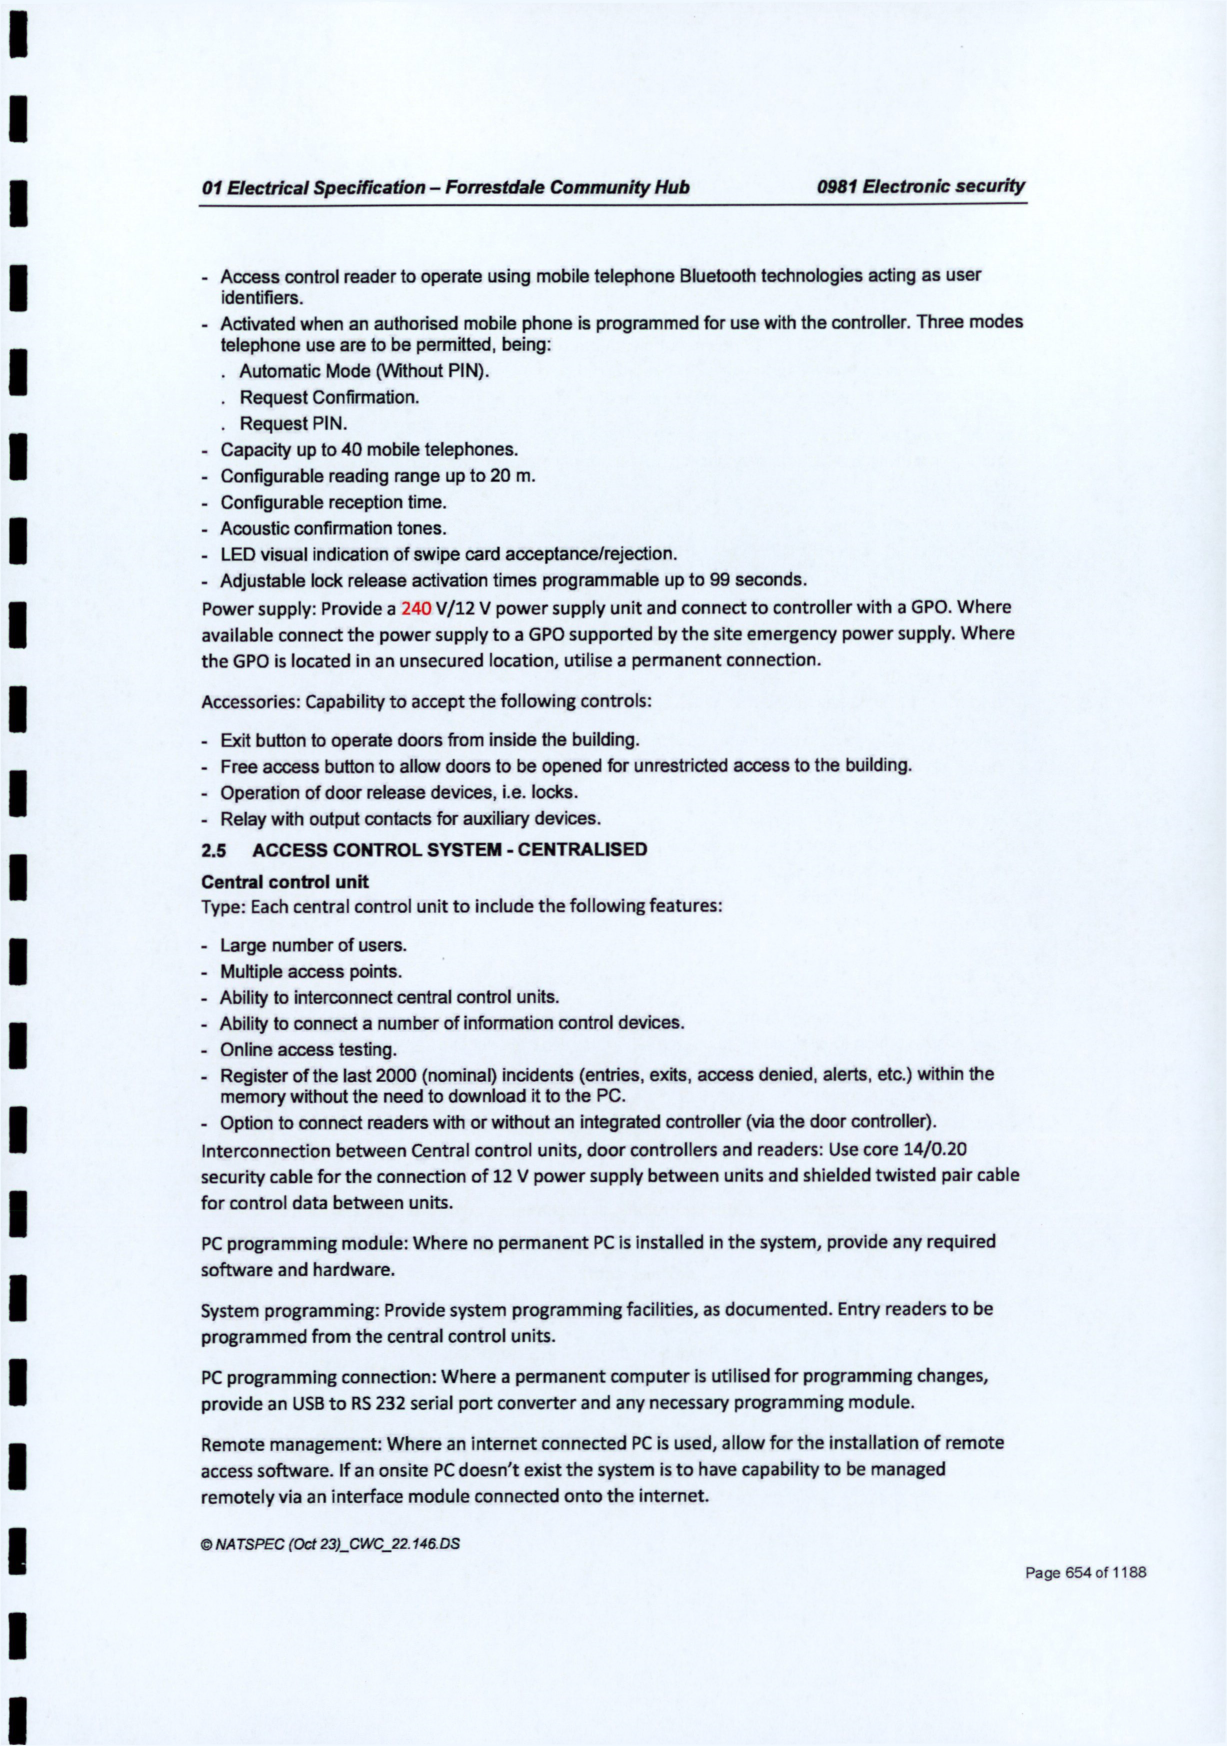 01 Electrical Specification – Forrestdale Community Hub 0981 Electronic security
- Access control reader to operate using mobile telephone Bluetooth technologies acting as user
identifiers.
- Activated when an authorised mobile phone is programmed for use with the controller. Three modes
telephone use are to be permitted, being:
. Automatic Mode (Without PIN).
. Request Confirmation.
. Request PIN.
- Capacity up to 40 mobile telephones.
- Configurable reading range up to 20 m.
- Configurable reception time.
- Acoustic confirmation tones.
- LED visual indication of swipe card acceptance/rejection.
- Adjustable lock release activation times programmable up to 99 seconds.
Power supply: Provide a 240 V/12 V power supply unit and connect to controller with a GPO. Where
available connect the power supply to a GPO supported by the site emergency power supply. Where
the GPO is located in an unsecured location, utilise a permanent connection.
Accessories: Capability to accept the following controls:
- Exit button to operate doors from inside the building.
- Free access button to allow doors to be opened for unrestricted access to the building.
- Operation of door release devices, i.e. locks.
- Relay with output contacts for auxiliary devices.
2.5 ACCESS CONTROL SYSTEM - CENTRALISED
Central control unit
Type: Each central control unit to include the following features:
- Large number of users.
- Multiple access points.
- Ability to interconnect central control units.
- Ability to connect a number of information control devices.
- Online access testing.
- Register of the last 2000 (nominal) incidents (entries, exits, access denied, alerts, etc.) within the
memory without the need to download it to the PC.
- Option to connect readers with or without an integrated controller (via the door controller).
Interconnection between Central control units, door controllers and readers: Use core 14/0.20
security cable for the connection of 12 V power supply between units and shielded twisted pair cable
for control data between units.
PC programming module: Where no permanent PC is installed in the system, provide any required
software and hardware.
System programming: Provide system programming facilities, as documented. Entry readers to be
programmed from the central control units.
PC programming connection: Where a permanent computer is utilised for programming changes,
provide an USB to RS 232 serial port converter and any necessary programming module.
Remote management: Where an internet connected PC is used, allow for the installation of remote
access software. If an onsite PC doesn't exist the system is to have capability to be managed
remotely via an interface module connected onto the internet.
© NATSPEC (Oct 23)_CWC_22.146.DS
Page 654 of 1188